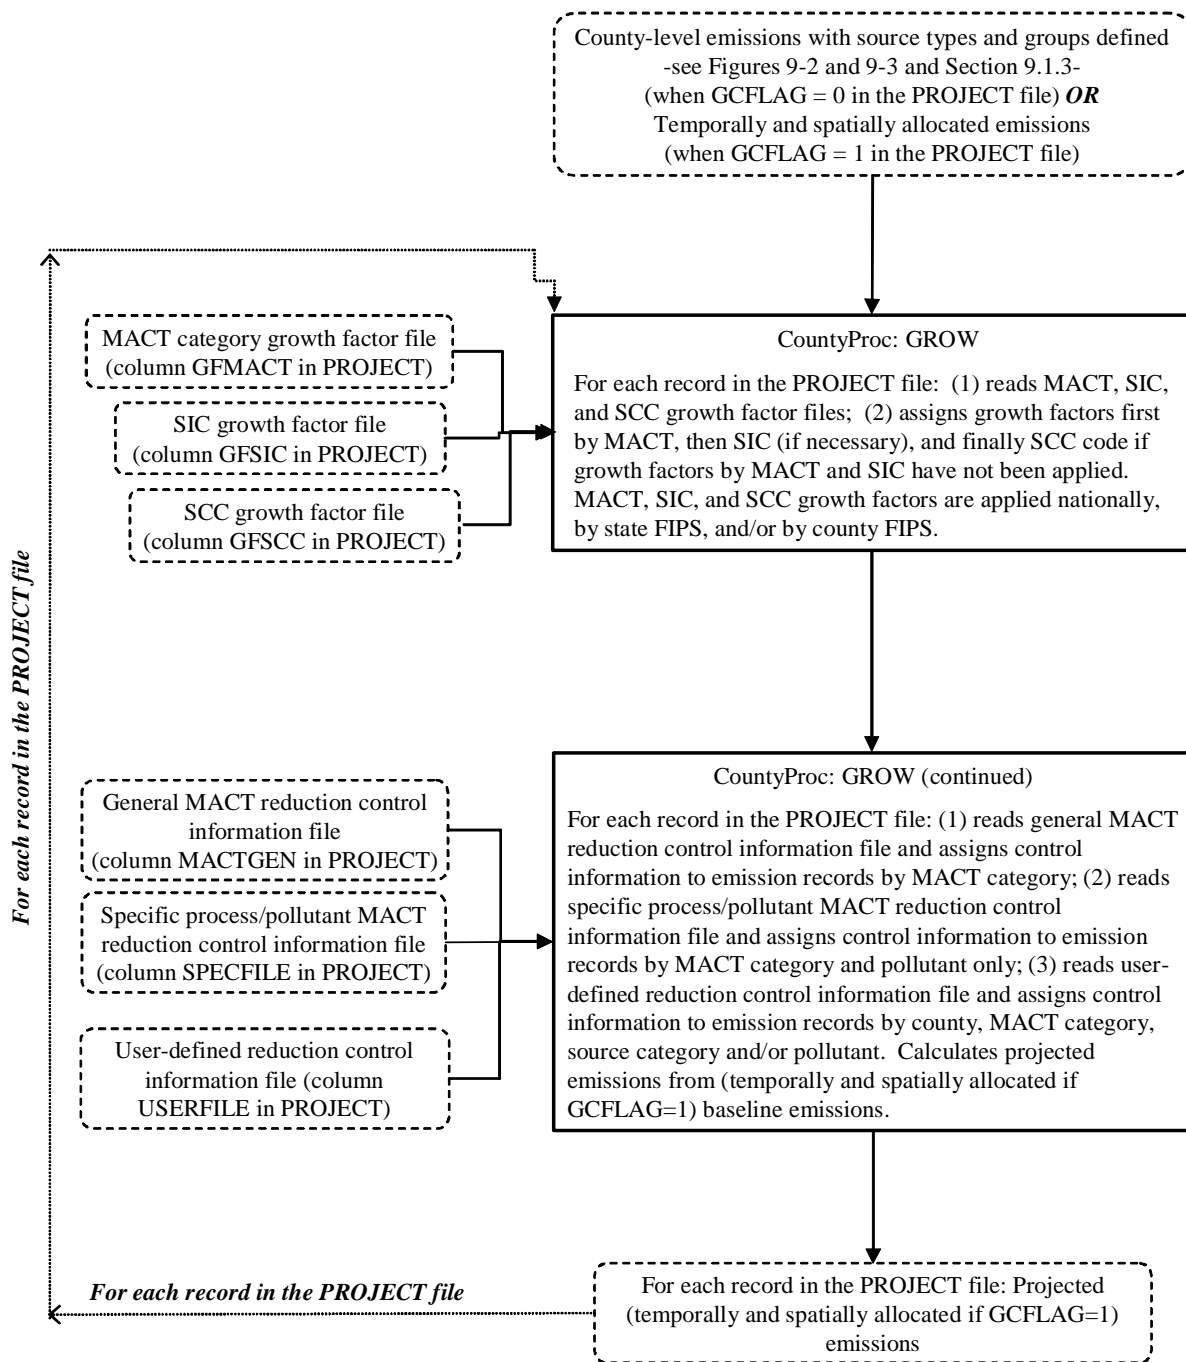 County-level emissions with source types and groups defined
-see Figures 9-2 and 9-3 and Section 9.1.3-
(when GCFLAG = 0 in the PROJECT file) OR
Temporally and spatially allocated emissions
(when GCFLAG = 1 in the PROJECT file)
MACT category growth factor file
(column GFMACT in PROJECT)
SIC growth factor file
(column GFSIC in PROJECT)
SCC growth factor file
(column GFSCC in PROJECT)
CountyProc: GROW
For each record in the PROJECT file: (1) reads MACT, SIC,
and SCC growth factor files; (2) assigns growth factors first
by MACT, then SIC (if necessary), and finally SCC code if
growth factors by MACT and SIC have not been applied.
MACT, SIC, and SCC growth factors are applied nationally,
by state FIPS, and/or by county FIPS.
For each record in the PROJECT file
General MACT reduction control
information file
(column MACTGEN in PROJECT)
Specific process/pollutant MACT
reduction control information file
(column SPECFILE in PROJECT)
User-defined reduction control
information file (column
USERFILE in PROJECT)
CountyProc: GROW (continued)
For each record in the PROJECT file: (1) reads general MACT
reduction control information file and assigns control
information to emission records by MACT category; (2) reads
specific process/pollutant MACT reduction control
information file and assigns control information to emission
records by MACT category and pollutant only; (3) reads user-
defined reduction control information file and assigns control
information to emission records by county, MACT category,
source category and/or pollutant. Calculates projected
emissions from (temporally and spatially allocated if
GCFLAG=1) baseline emissions.
For each record in the PROJECT file
For each record in the PROJECT file: Projected
(temporally and spatially allocated if GCFLAG=1)
emissions